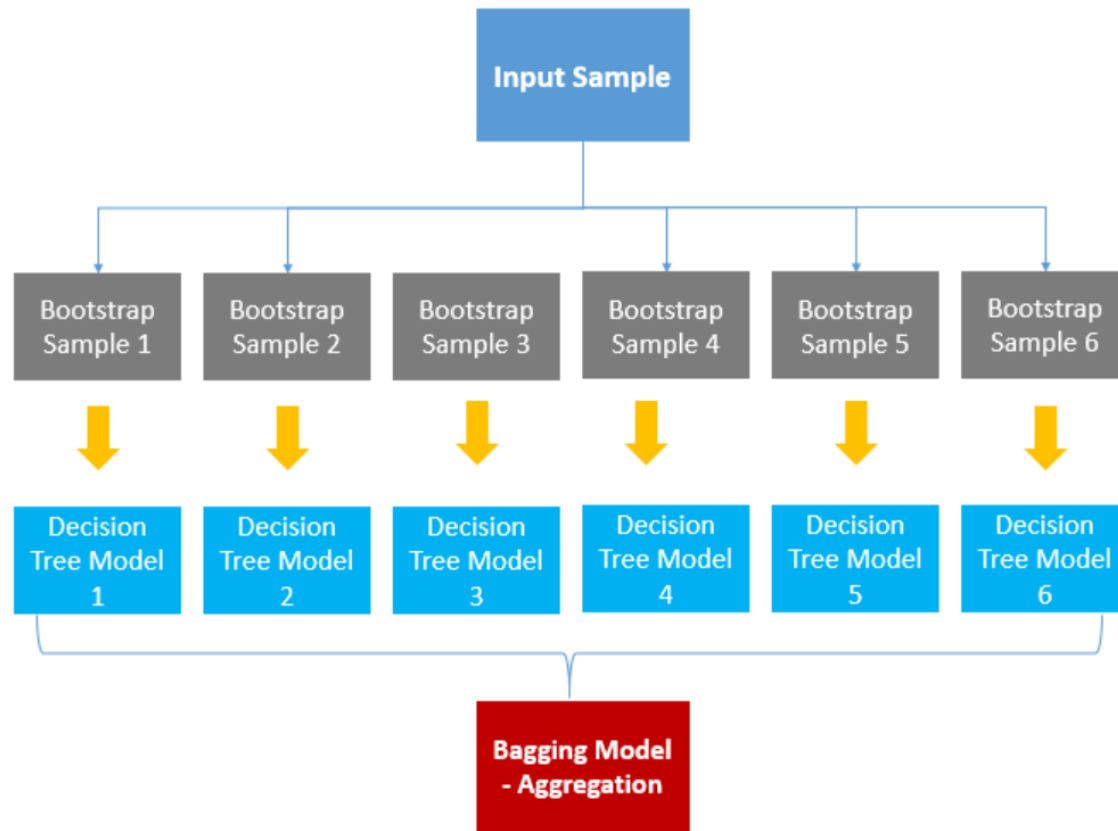 Input Sample
Bootstrap
Sample 1
Bootstrap
Sample 2
Bootstrap
Sample 3
Bootstrap
Sample 4
Bootstrap
Sample 5
Bootstrap
Sample 6
Decision
Tree Model
1
Decision
Tree Model
2
Decision
Tree Model
3
Decision
Tree Model
4
Decision
Tree Model
5
Decision
Tree Model
6
Bagging Model
- Aggregation